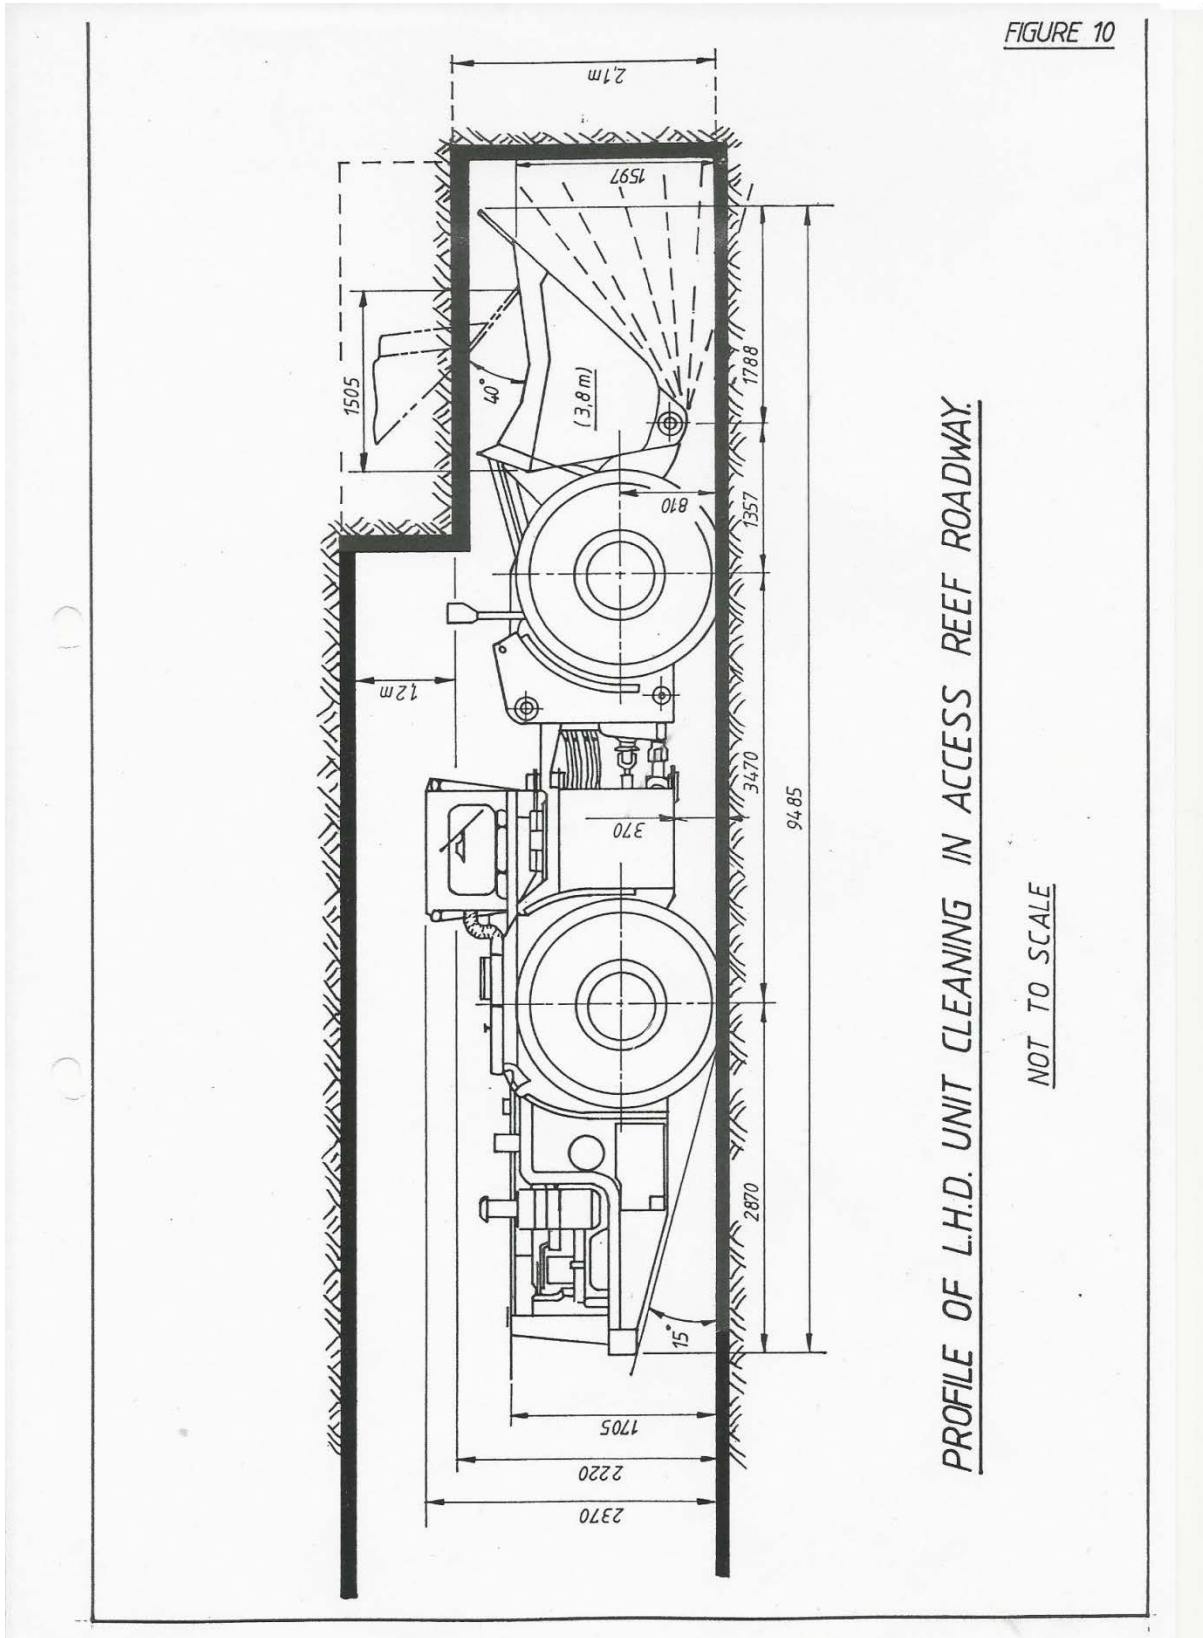 FIGURE 10
2,1m
1597
1505
40°
(3,8m)
1788
810
1357
1,2m
3470
370
9485
2870
15°
1705
2220
2370
PROFILE OF L.H.D. UNIT CLEANING IN ACCESS REEF ROADWAY.
NOT TO SCALE